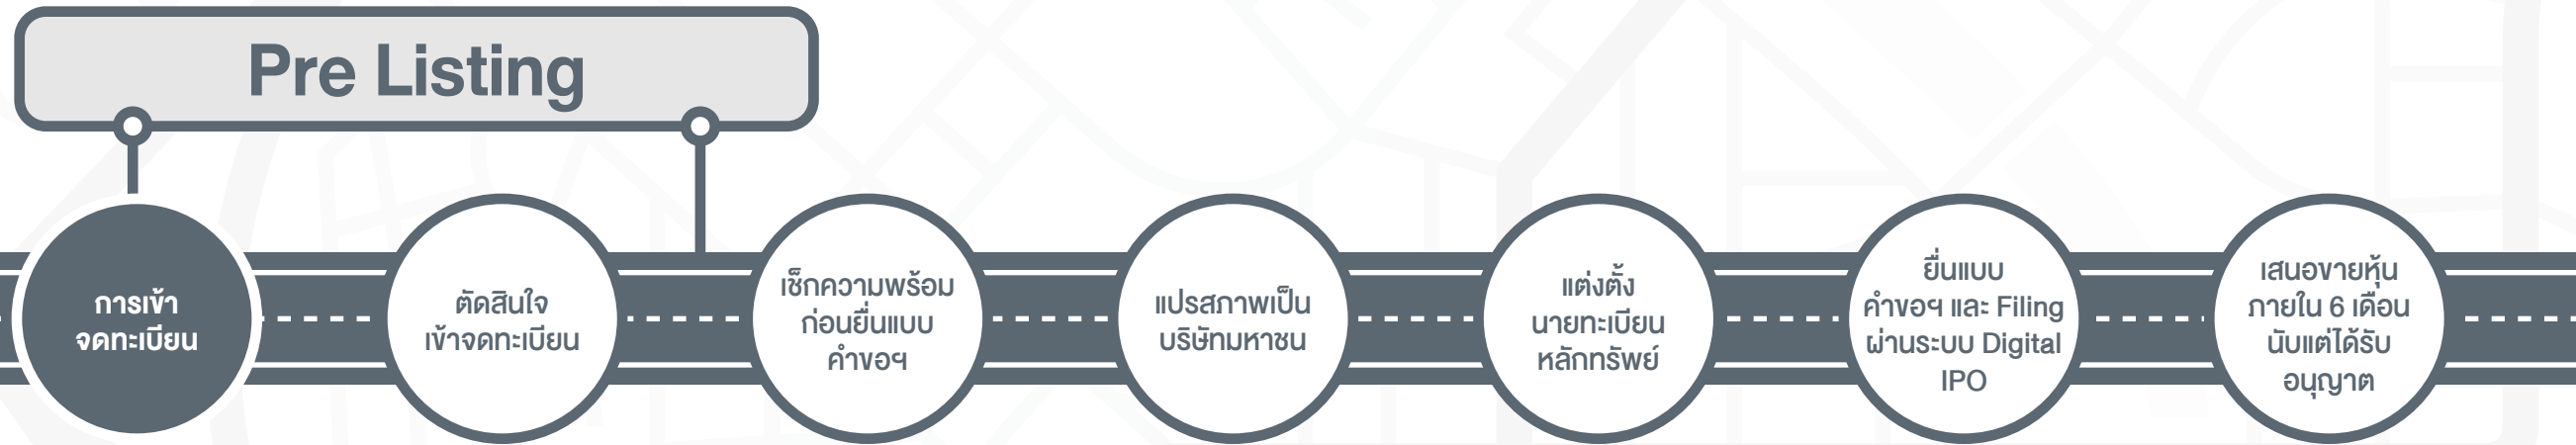 Pre Listing
การเข้า
จดทะเบียน
ตัดสินใจ
เข้าจดทะเบียน
เช็กความพร้อม
ก่อนยื่นแบบ
คำขอฯ
แปรสภาพเป็น
บริษัทมหาชน
แต่งตั้ง
นายทะเบียน
หลักทรัพย์
ยื่นแบบ
คำขอฯ และ Filing
ผ่านระบบ Digital
IPO
เสนอขายหุ้น
ภายใน 6 เดือน
นับแต่ได้รับ
อนุญาต